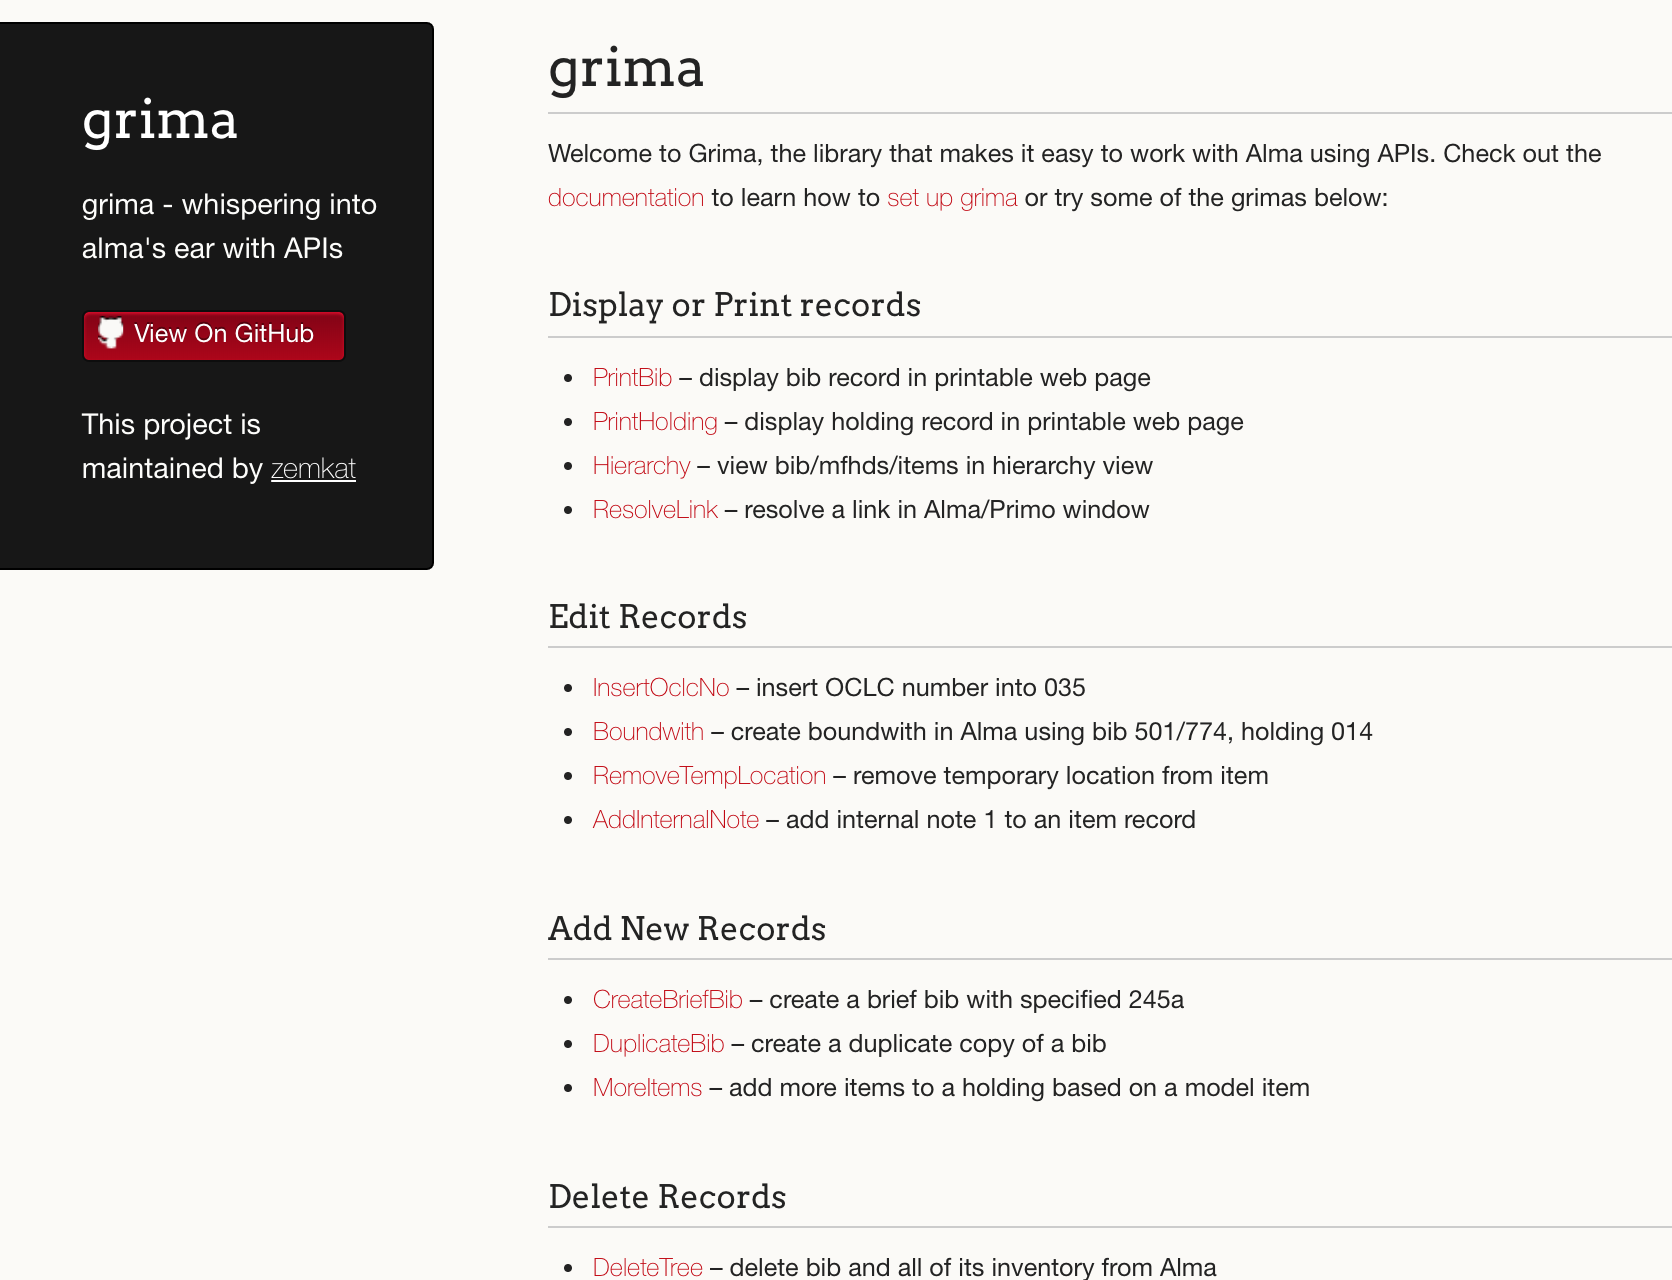 grima
grima - whispering into
alma's ear with APIs
View On GitHub
This project is
maintained by zemkat
grima
Welcome to Grima, the library that makes it easy to work with Alma using APIs. Check out the
documentation to learn how to set up grima or try some of the grimas below:
Display or Print records
PrintBib – display bib record in printable web page
PrintHolding – display holding record in printable web page
Hierarchy – view bib/mfhds/items in hierarchy view
ResolveLink – resolve a link in Alma/Primo window
Edit Records
InsertOclcNo – insert OCLC number into 035
Boundwith – create boundwith in Alma using bib 501/774, holding 014
RemoveTempLocation – remove temporary location from item
AddInternalNote – add internal note 1 to an item record
Add New Records
CreateBriefBib – create a brief bib with specified 245a
DuplicateBib – create a duplicate copy of a bib
MoreItems – add more items to a holding based on a model item
Delete Records
DeleteTree – delete bib and all of its inventory from Alma